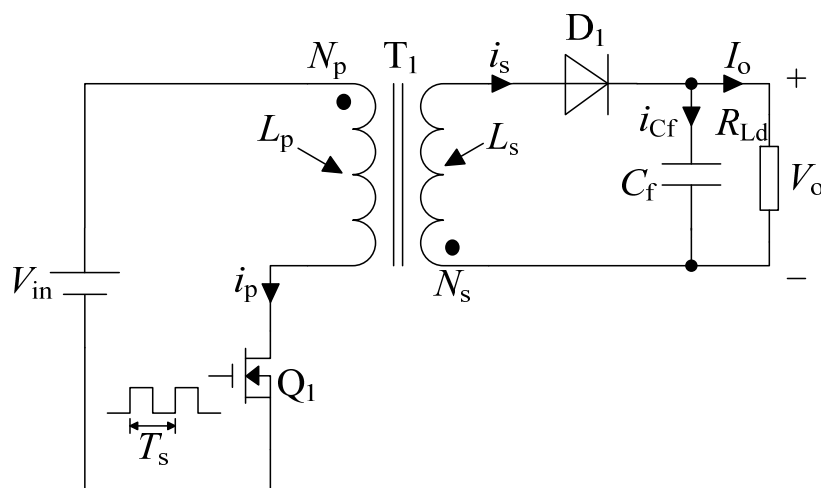 Np T1 is D1 Io +
Lp Ls iCf RLd
Cf Vo
Vin ip Ns −
Q1
Ts